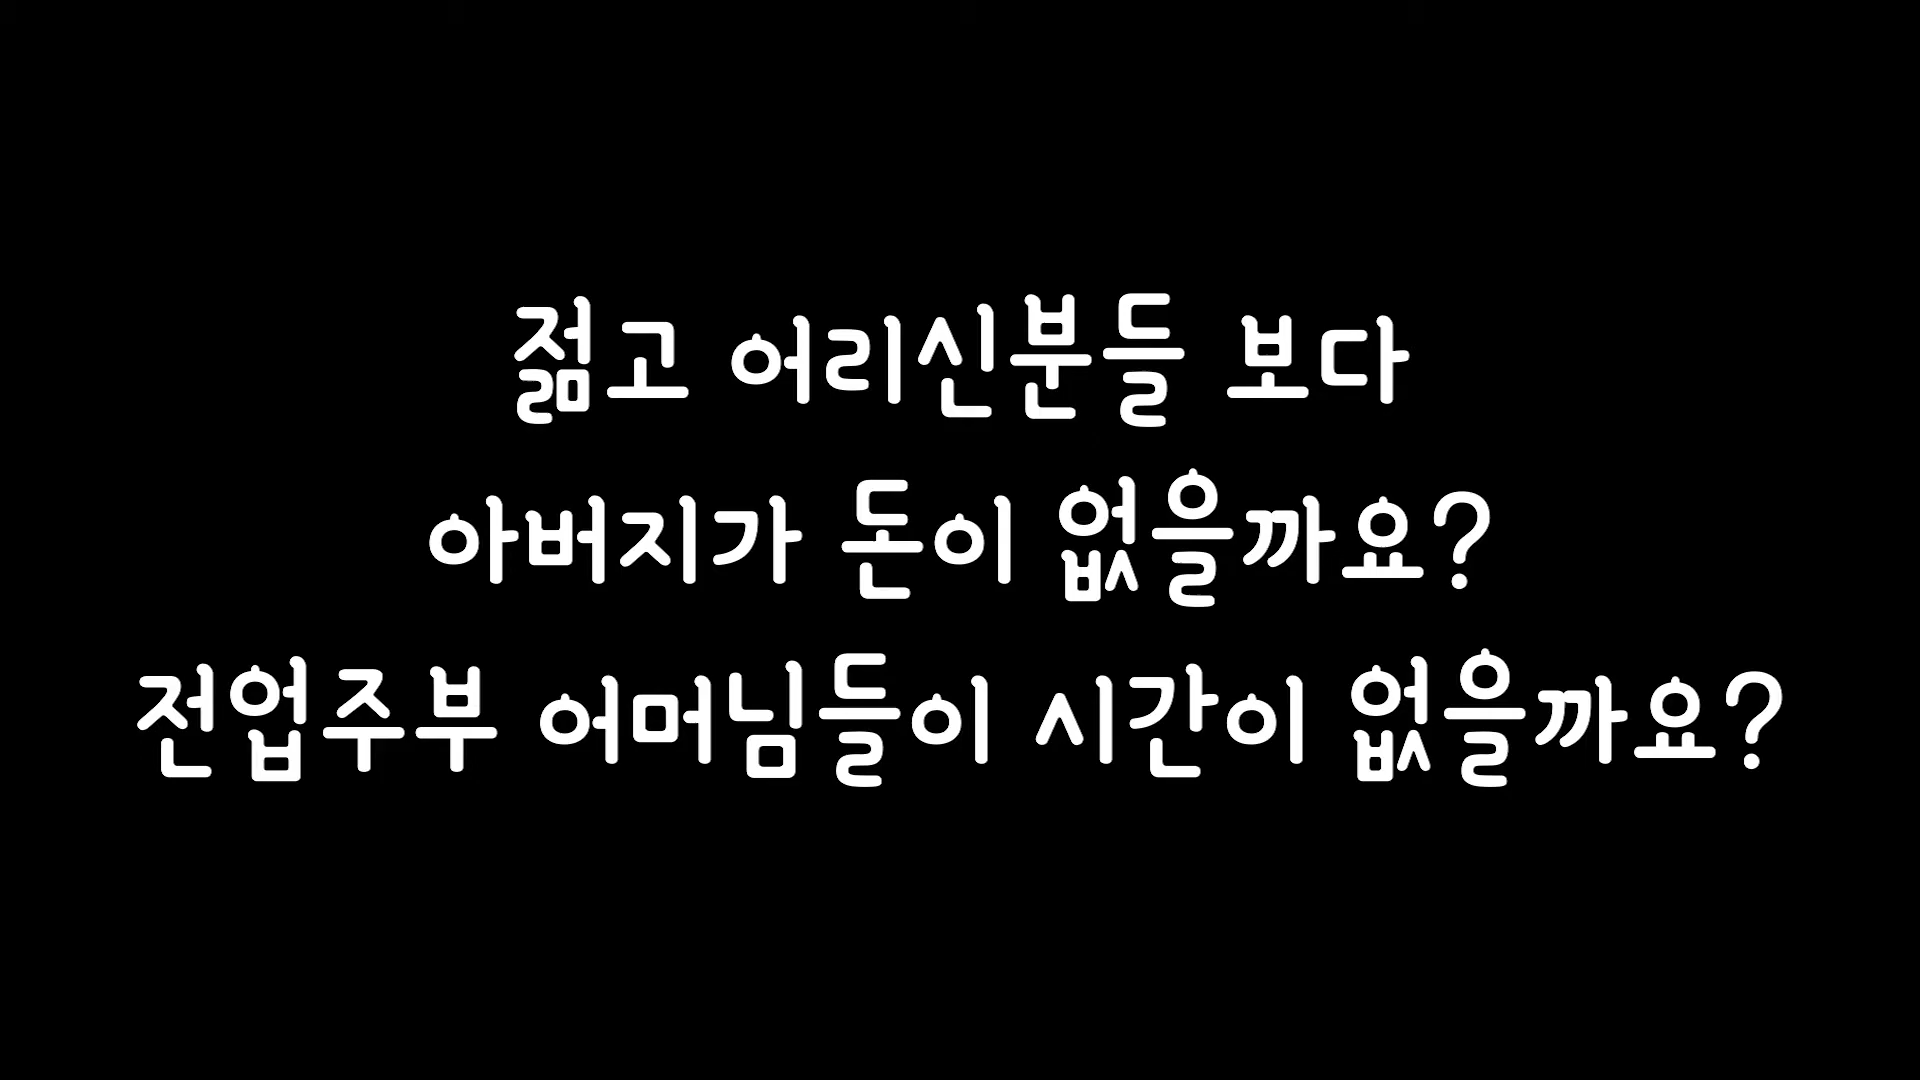 젊고 어리신분들 보다
아버지가 돈이 없을까요?
전업주부 어머님들이 시간이 없을까요?